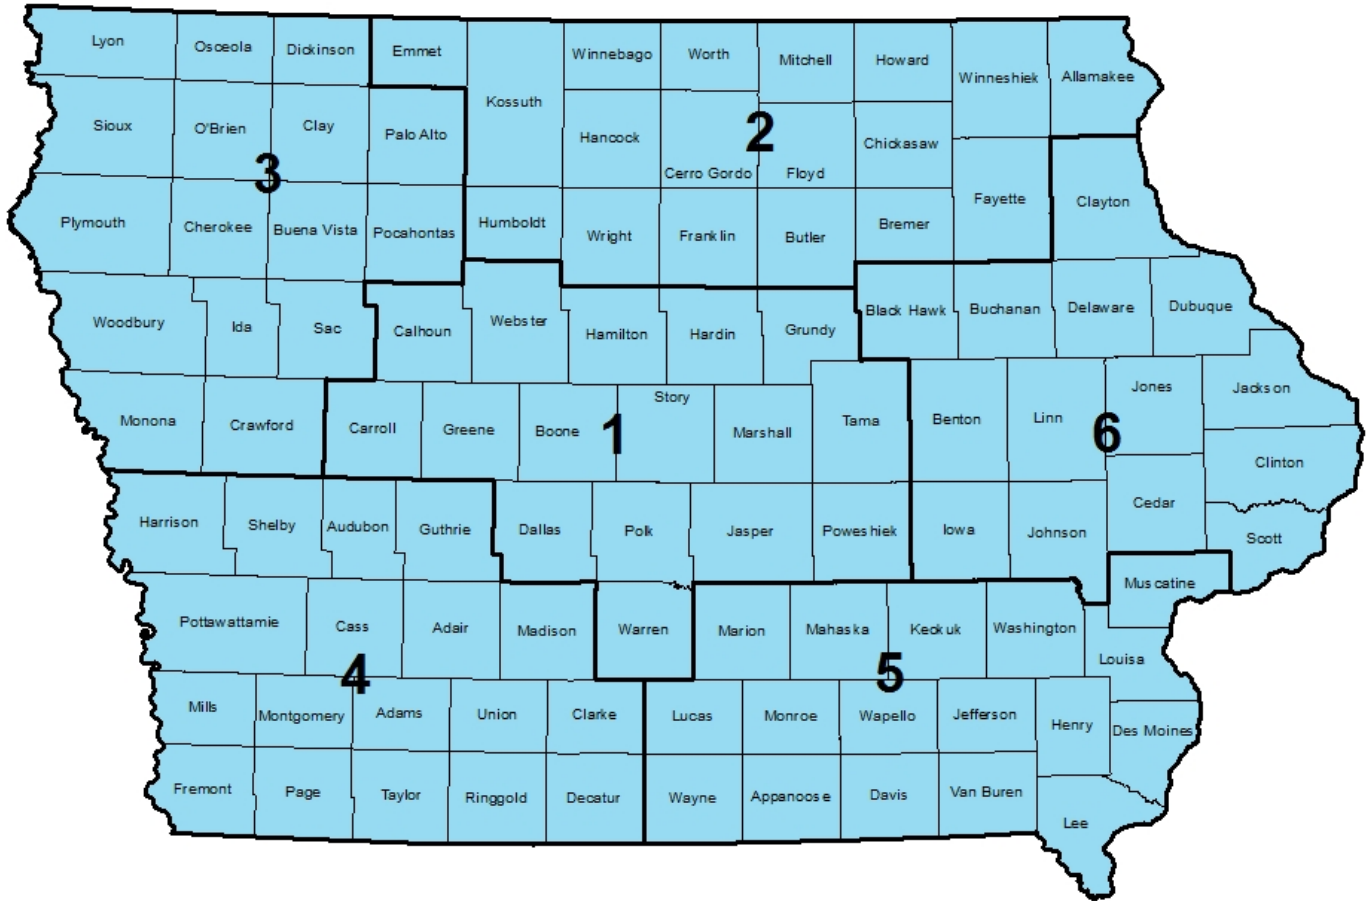 Lyon
Osceola
Dickinson
Emmet
Kossuth
Winnebago
Worth
Mitchell
Howard
Winneshiek
Allamakee
Sioux
O'Brien
Clay
Palo Alto
Hancock
Cerro Gordo
2
Floyd
Chickasaw
3
Fayette
Clayton
Plymouth
Cherokee
Buena Vista
Pocahontas
Humboldt
Wright
Franklin
Butler
Bremer
Woodbury
Ida
Sac
Calhoun
Webster
Hamilton
Hardin
Grundy
Black Hawk
Buchanan
Delaware
Dubuque
Monona
Crawford
Carroll
Greene
Boone
1
Story
Marshall
Tama
Benton
Linn
6
Jones
Jackson
Clinton
Harrison
Shelby
Audubon
Guthrie
Dallas
Polk
Jasper
Poweshiek
Iowa
Johnson
Cedar
Scott
Muscatine
Pottawattamie
Cass
Adair
Madison
Warren
Marion
Mahaska
Keokuk
Washington
Louisa
4
5
Mills
Montgomery
Adams
Union
Clarke
Lucas
Monroe
Wapello
Jefferson
Henry
Des Moines
Fremont
Page
Taylor
Ringgold
Decatur
Wayne
Appanoose
Davis
Van Buren
Lee